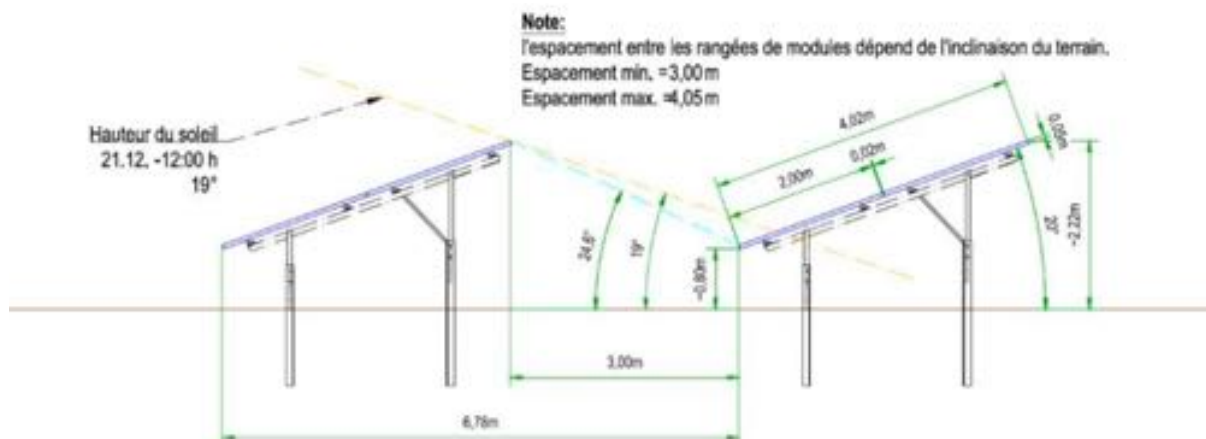 Note:
l'espacement entre les rangées de modules dépend de l'inclinaison du terrain.
Espacement min. =3,00 m
Espacement max. =4,05 m
Hauteur du soleil
21.12. -12:00 h
19°
4,02m
0,05m
0,02m
2,00m
24,6°
19°
~0,80m
20°
~2,22m
3,00m
6,78m